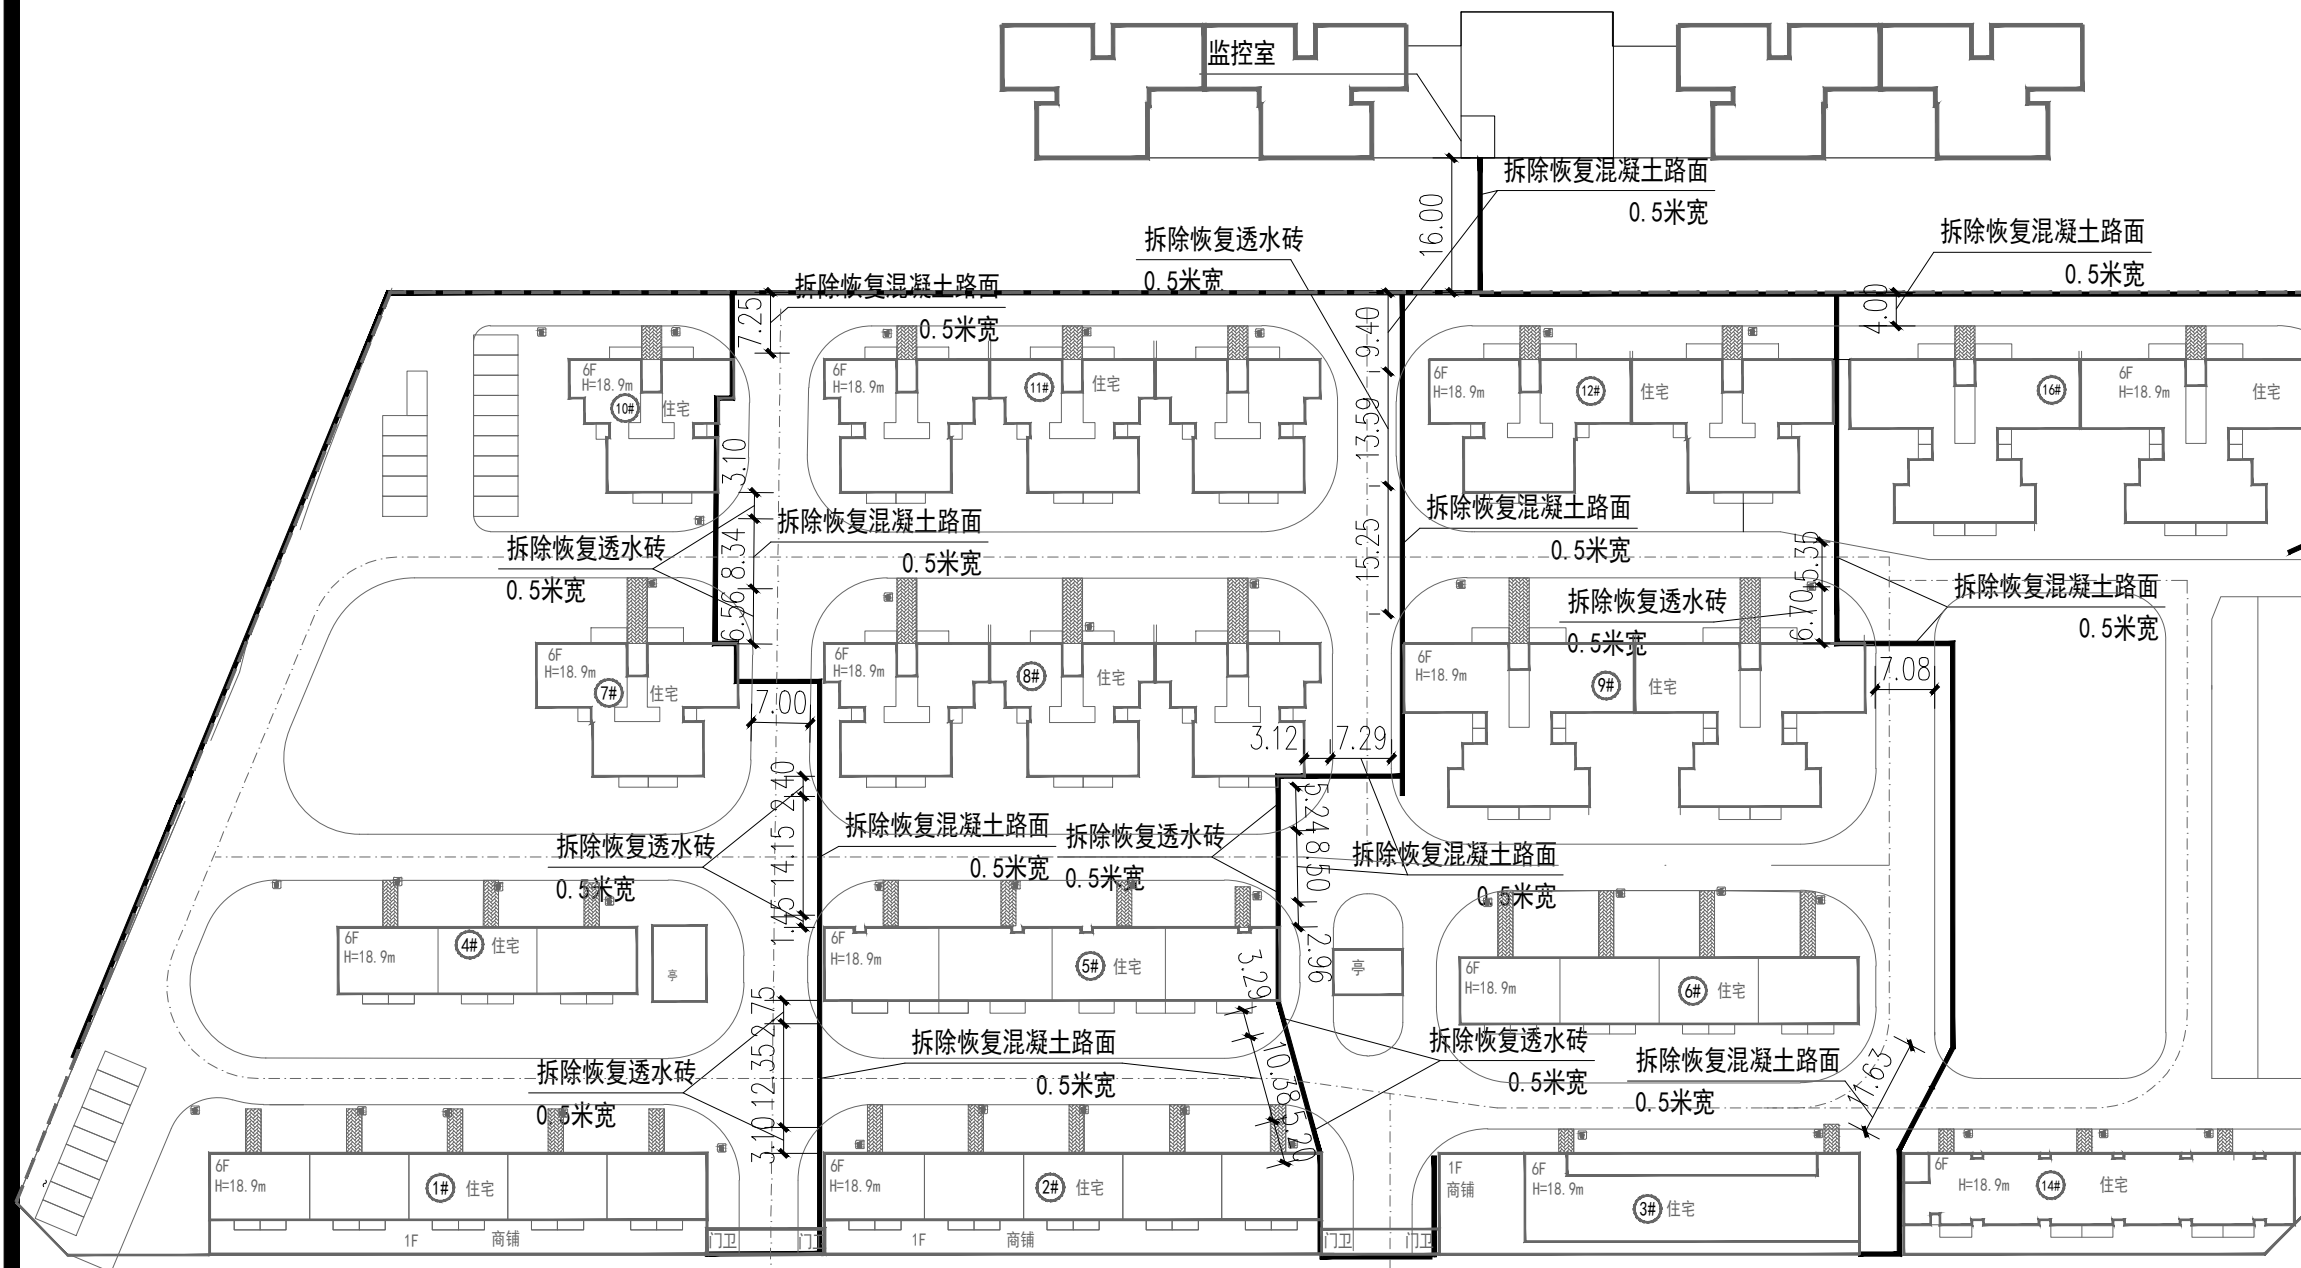 监控室
拆除恢复混凝土路面
0.5米宽
16.00
拆除恢复透水砖
0.5米宽
拆除恢复混凝土路面
0.5米宽
拆除恢复混凝土路面
0.5米宽
7.25
9.40
4.00
6F
H=18.9m
10#
住宅
6F
H=18.9m
11#
住宅
6F
H=18.9m
12#
住宅
6F
H=18.9m
16#
6F
H=18.9m
住宅
13.59
3.10
拆除恢复混凝土路面
0.5米宽
拆除恢复混凝土路面
0.5米宽
拆除恢复透水砖
0.5米宽
8.34
15.25
5.35
拆除恢复透水砖
0.5米宽
拆除恢复混凝土路面
0.5米宽
6.56
6.70
6F
H=18.9m
7#
住宅
6F
H=18.9m
8#
住宅
6F
H=18.9m
9#
住宅
7.08
7.00
3.12
7.29
2.40
5.24
拆除恢复混凝土路面
0.5米宽
拆除恢复透水砖
0.5米宽
拆除恢复透水砖
0.5米宽
14.15
8.50
拆除恢复混凝土路面
0.5米宽
1.45
2.96
6F
H=18.9m
4#
住宅
亭
6F
H=18.9m
5#
住宅
亭
6F
H=18.9m
6#
住宅
3.29
2.75
拆除恢复混凝土路面
0.5米宽
拆除恢复透水砖
0.5米宽
拆除恢复混凝土路面
0.5米宽
拆除恢复透水砖
0.5米宽
12.35
10.38
11.63
3.10
5.20
6F
H=18.9m
1#
住宅
6F
H=18.9m
2#
住宅
1F
商铺
6F
H=18.9m
3#
住宅
6F
H=18.9m
14#
住宅
1F
商铺
门卫
门卫
1F
商铺
门卫
门卫